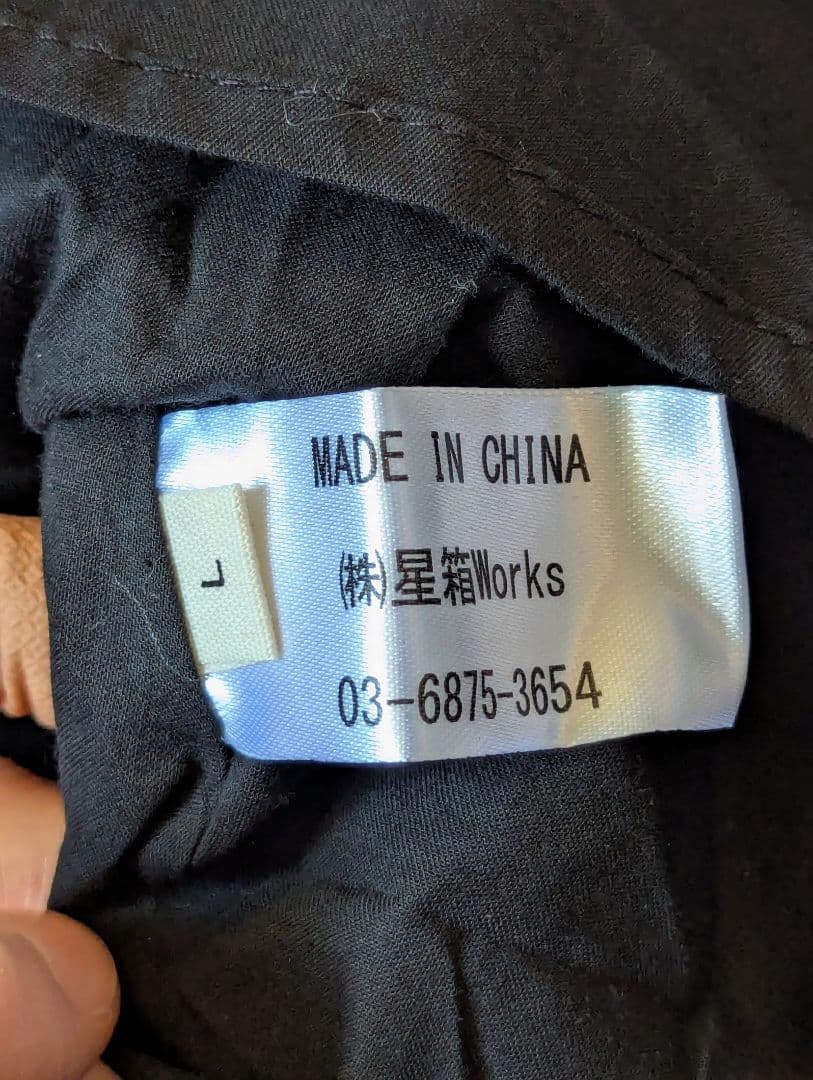 MADE IN CHINA
L
㈱星箱Works
03-6875-3654